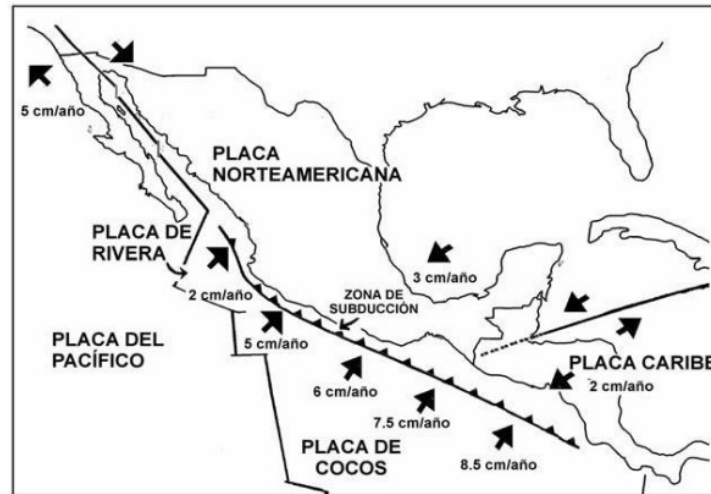 5 cm/año
PLACA
NORTEAMERICANA
PLACA DE
RIVERA
3 cm/año
2 cm/año
ZONA DE
SUBDUCCIÓN
PLACA DEL
PACÍFICO
5 cm/año
PLACA CARIBE
2 cm/año
6 cm/año
7.5 cm/año
PLACA DE
COCOS
8.5 cm/año